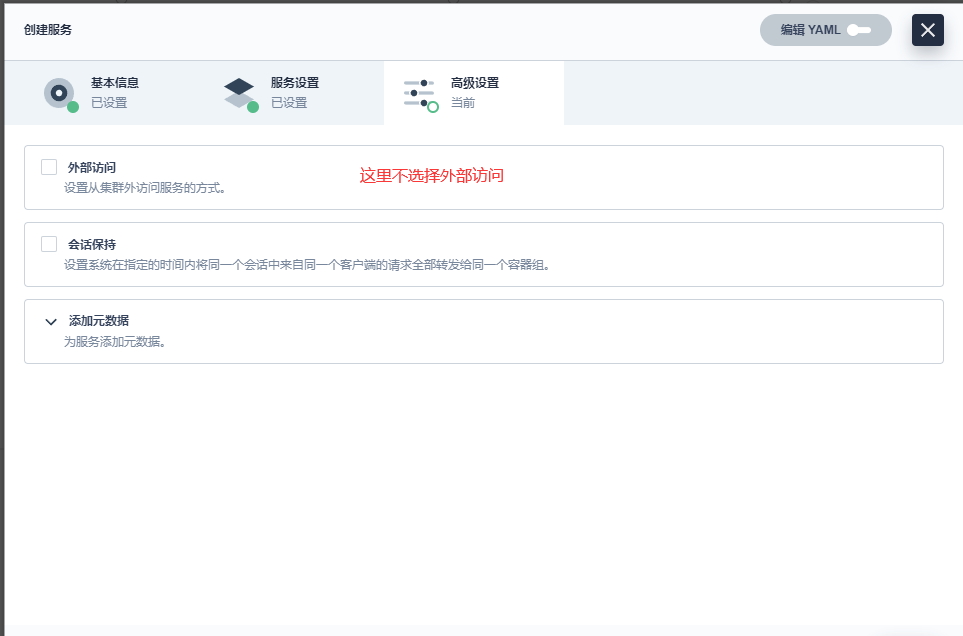 创建服务
编辑 YAML
基本信息
已设置
服务设置
已设置
高级设置
当前
外部访问
设置从集群外访问服务的方式。
这里不选择外部访问
会话保持
设置系统在指定的时间内将同一个会话中来自同一个客户端的请求全部转发给同一个容器组。
添加元数据
为服务添加元数据。